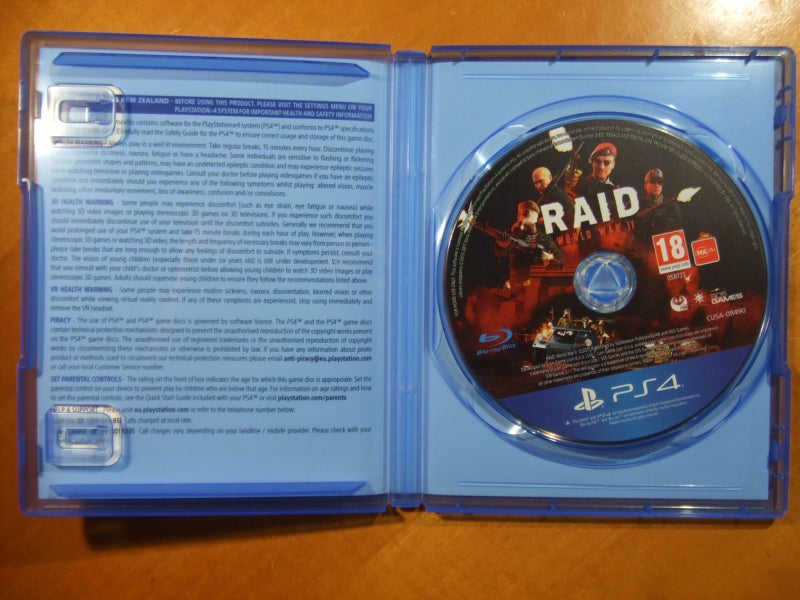 NEW ZEALAND - BEFORE USING THIS PRODUCT, PLEASE VISIT THE SETTINGS MENU ON YOUR
PLAYSTATION®4 SYSTEM FOR IMPORTANT HEALTH AND SAFETY INFORMATION
contains software for the PlayStation®4 system (PS4™) and conforms to PS4™ specifications
Carefully read the Safety Guide for the PS4™ to ensure correct usage and storage of this game disc.
HEALTH WARNING - Always play in a well lit environment. Take regular breaks, 15 minutes every hour. Discontinue playing
dizziness, nausea, fatigue or have a headache. Some individuals are sensitive to flashing or flickering
geometric shapes and patterns, may have an undetected epileptic condition and may experience epileptic seizures
when watching television or playing videogames. Consult your doctor before playing videogames if you have an epileptic
condition and immediately should you experience any of the following symptoms whilst playing: altered vision, muscle
twitching, other involuntary movement, loss of awareness, confusion and/or convulsions.
3D HEALTH WARNING - Some people may experience discomfort (such as eye strain, eye fatigue or nausea) while
watching 3D video images or playing stereoscopic 3D games on 3D televisions. If you experience such discomfort you
should immediately discontinue use of your television until the discomfort subsides. Generally we recommend that you
avoid prolonged use of your PS4™ system and take 15 minute breaks during each hour of play. However, when playing
stereoscopic 3D games or watching 3D video, the length and frequency of necessary breaks may vary from person to person -
please take breaks that are long enough to allow any feelings of discomfort to subside. If symptoms persist, consult your
doctor. The vision of young children (especially those under six years old) is still under development. We recommend
that you consult with your child's doctor or optometrist before allowing young children to watch 3D video images or play
stereoscopic 3D games. Adults should supervise young children to ensure they follow the recommendations listed above.
VR HEALTH WARNING - Some people may experience motion sickness, nausea, disorientation, blurred vision or other
discomfort while viewing virtual reality content. If any of these symptoms are experienced, stop using immediately and
remove the VR headset.
PIRACY - The use of PS4™ and PS4™ game discs is governed by software licence. The PS4™ and the PS4™ game discs
contain technical protection mechanisms designed to prevent the unauthorised reproduction of the copyright works present
on the PS4™ game discs. The unauthorised use of registered trademarks or the unauthorised reproduction of copyright
works by circumventing these mechanisms or otherwise is prohibited by law. If you have any information about pirate
product or methods used to circumvent our technical protection measures please email anti-piracy@eu.playstation.com
or call your local Customer Service number.
SET PARENTAL CONTROLS - The rating on the front of box indicates the age for which this game disc is appropriate. Set the
parental control on your device to prevent play by children who are below that age. For information on age ratings and how
to set the parental controls, see the Quick Start Guide included with your PS4™ or visit playstation.com/parents
HELP & SUPPORT - Please visit eu.playstation.com or refer to the telephone number below:
Calls charged at local rate.
Call charges vary depending on your landline / mobile provider. Please check with your
RAID
WORLD WAR II
18
www.pegi.info
MA 15+
GAMES
CUSA-08490
Blu-ray Disc
PS4